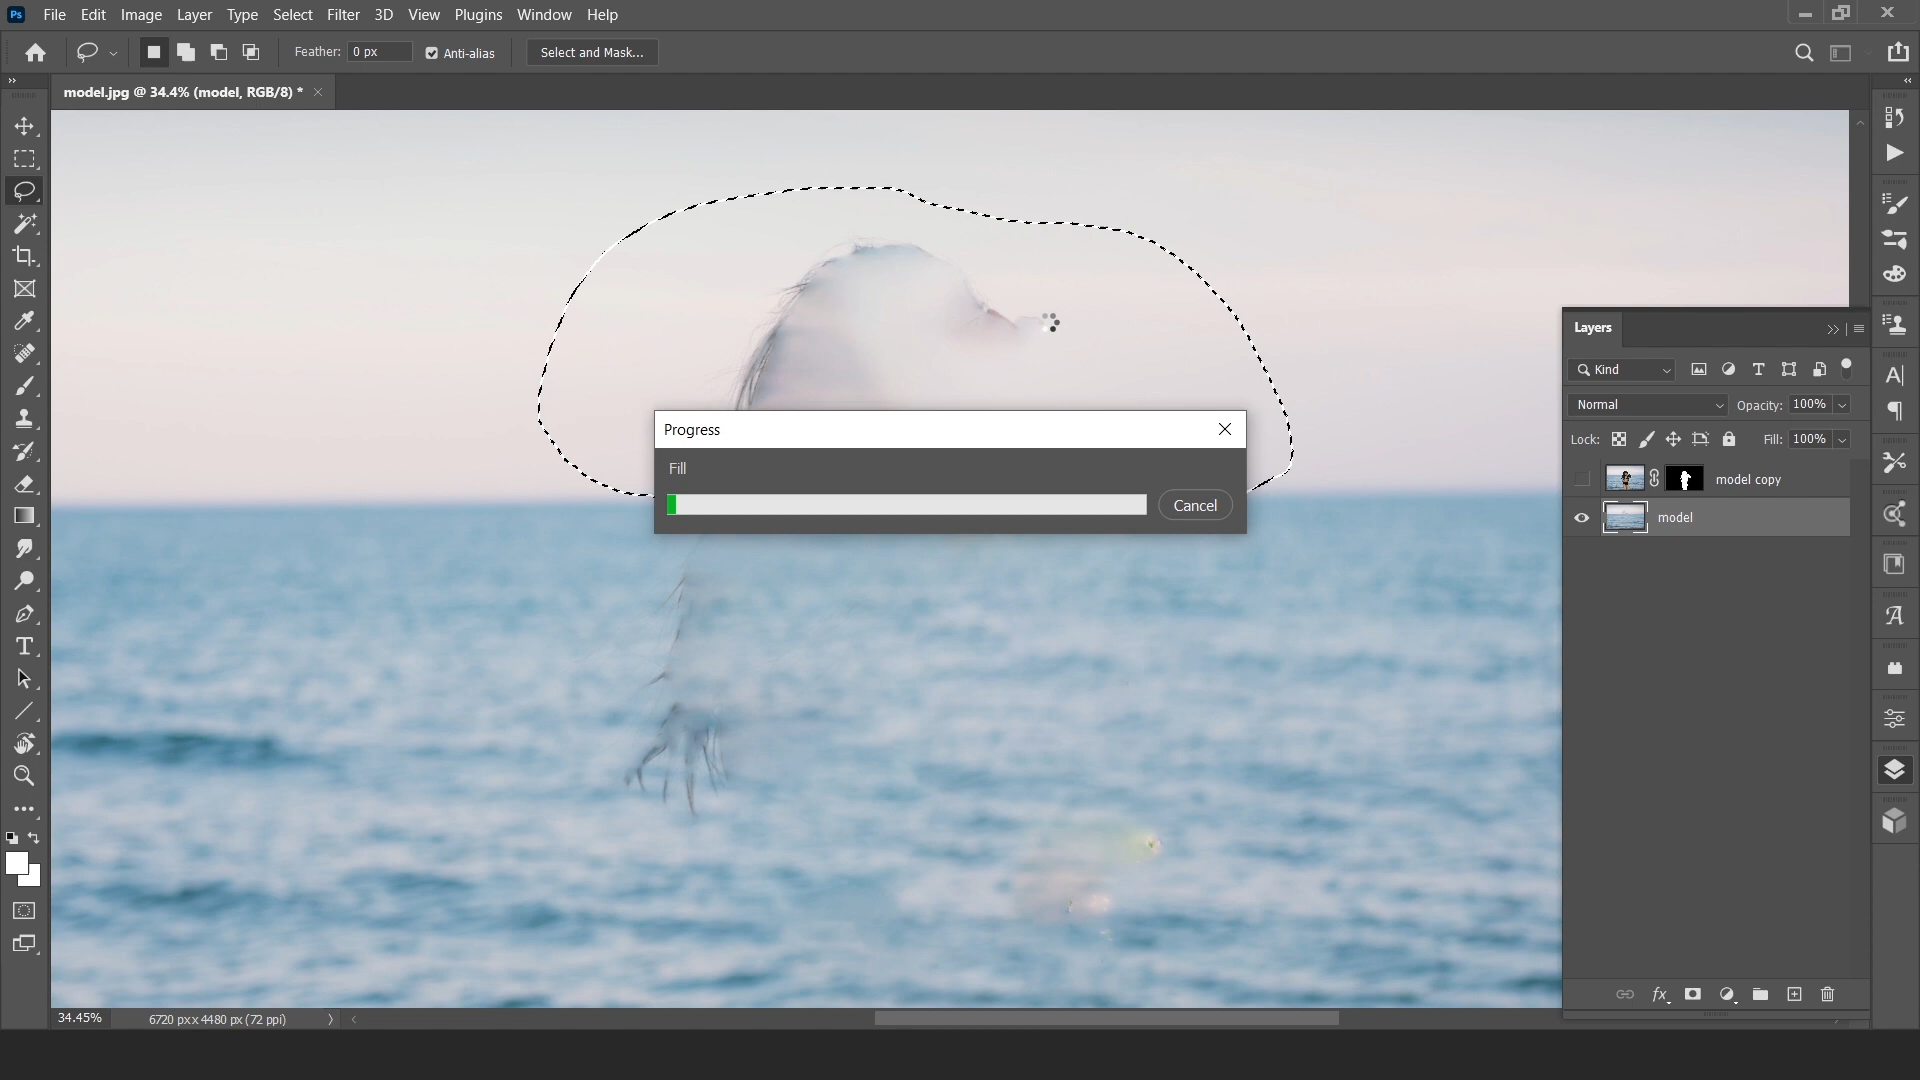 Ps File Edit Image Layer Type Select Filter 3D View Plugins Window Help
Feather: 0 px Anti-alias Select and Mask...
model.jpg @ 34.4% (model, RGB/8) *
Layers
Kind
Normal Opacity: 100%
Lock: Fill: 100%
model copy
model
Progress
Fill
Cancel
fx
34.45% 6720 px x 4480 px (72 ppi)